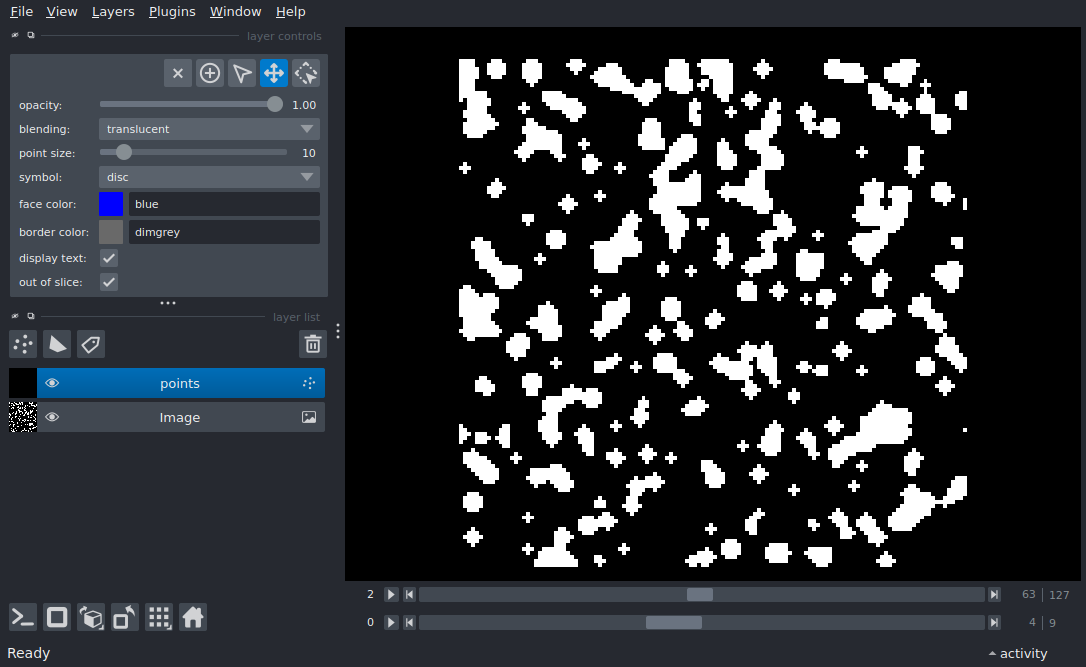 File View Layers Plugins Window Help
layer controls
opacity: 1.00
blending: translucent
point size: 10
symbol: disc
face color: blue
border color: dimgrey
display text:
out of slice:
layer list
points
Image
2 63 127
0 4 9
Ready activity